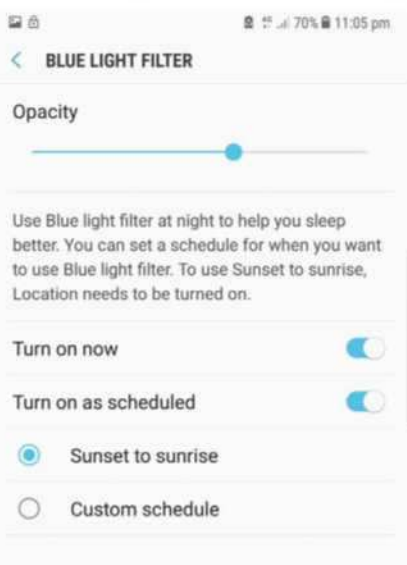 70% 11:05 pm
BLUE LIGHT FILTER
Opacity
Use Blue light filter at night to help you sleep
better. You can set a schedule for when you want
to use Blue light filter. To use Sunset to sunrise,
Location needs to be turned on.
Turn on now
Turn on as scheduled
Sunset to sunrise
Custom schedule